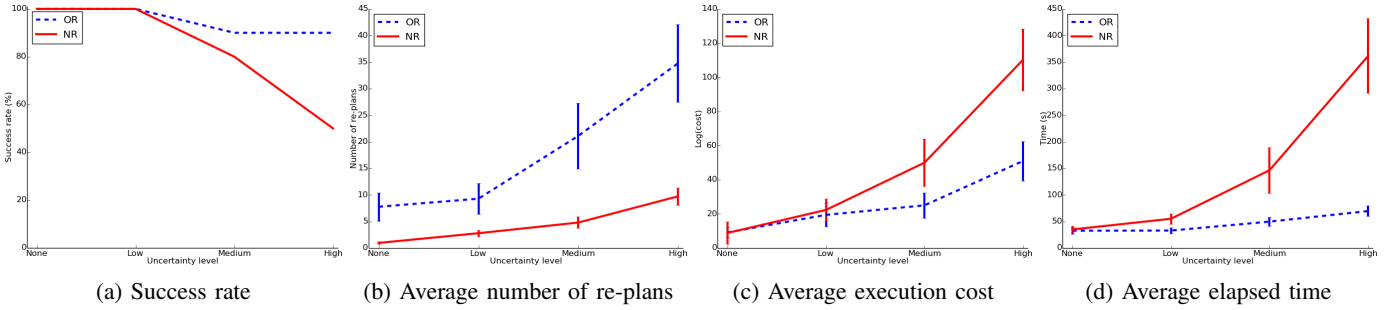 100
80
60
40
20
0
Success rate (%)
OR
NR
None
Low
Medium
High
Uncertainty level
(a) Success rate
45
40
35
30
25
20
15
10
5
0
Number of re-plans
OR
NR
None
Low
Medium
High
Uncertainty level
(b) Average number of re-plans
140
120
100
80
60
40
20
0
Log(cost)
OR
NR
None
Low
Medium
High
Uncertainty level
(c) Average execution cost
450
400
350
300
250
200
150
100
50
0
Time (s)
OR
NR
None
Low
Medium
High
Uncertainty level
(d) Average elapsed time